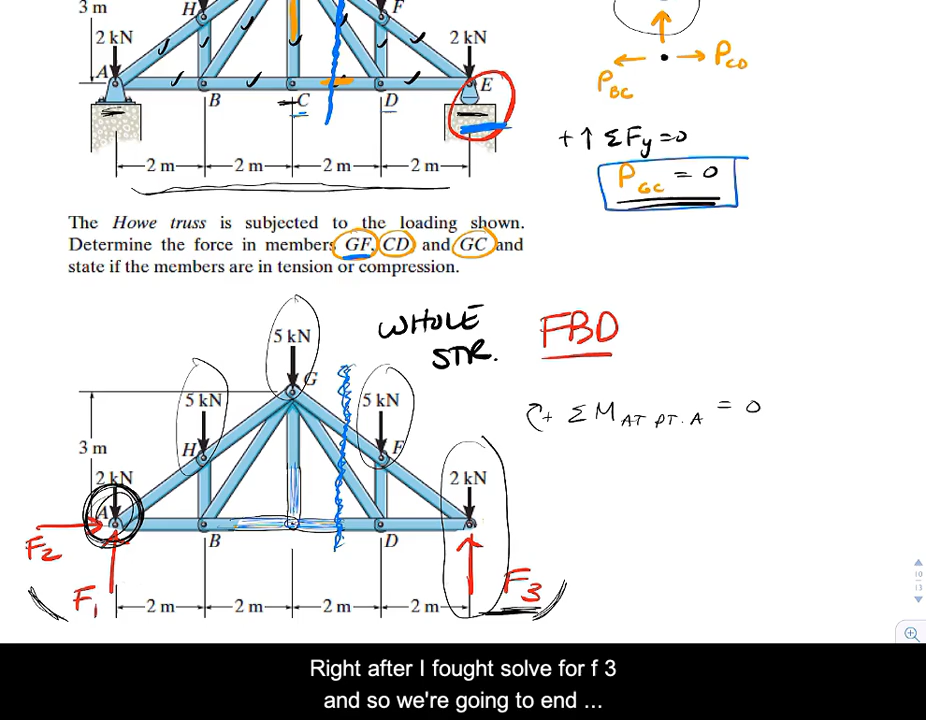 3 m
H
F
2 kN
2 kN
A
E
B
C
D
2 m
2 m
2 m
2 m
P_BC
P_CD
+↑ ΣFy=0
P_GC = 0
The Howe truss is subjected to the loading shown.
Determine the force in members GF, CD and GC and
state if the members are in tension or compression.
WHOLE
STR.
FBD
5 kN
G
5 kN
5 kN
3 m
H
F
2 kN
2 kN
A
B
D
F2
F1
F3
2 m
2 m
2 m
2 m
+ ΣM AT PT. A = 0
10
13
Right after I fought solve for f 3
and so we're going to end ...